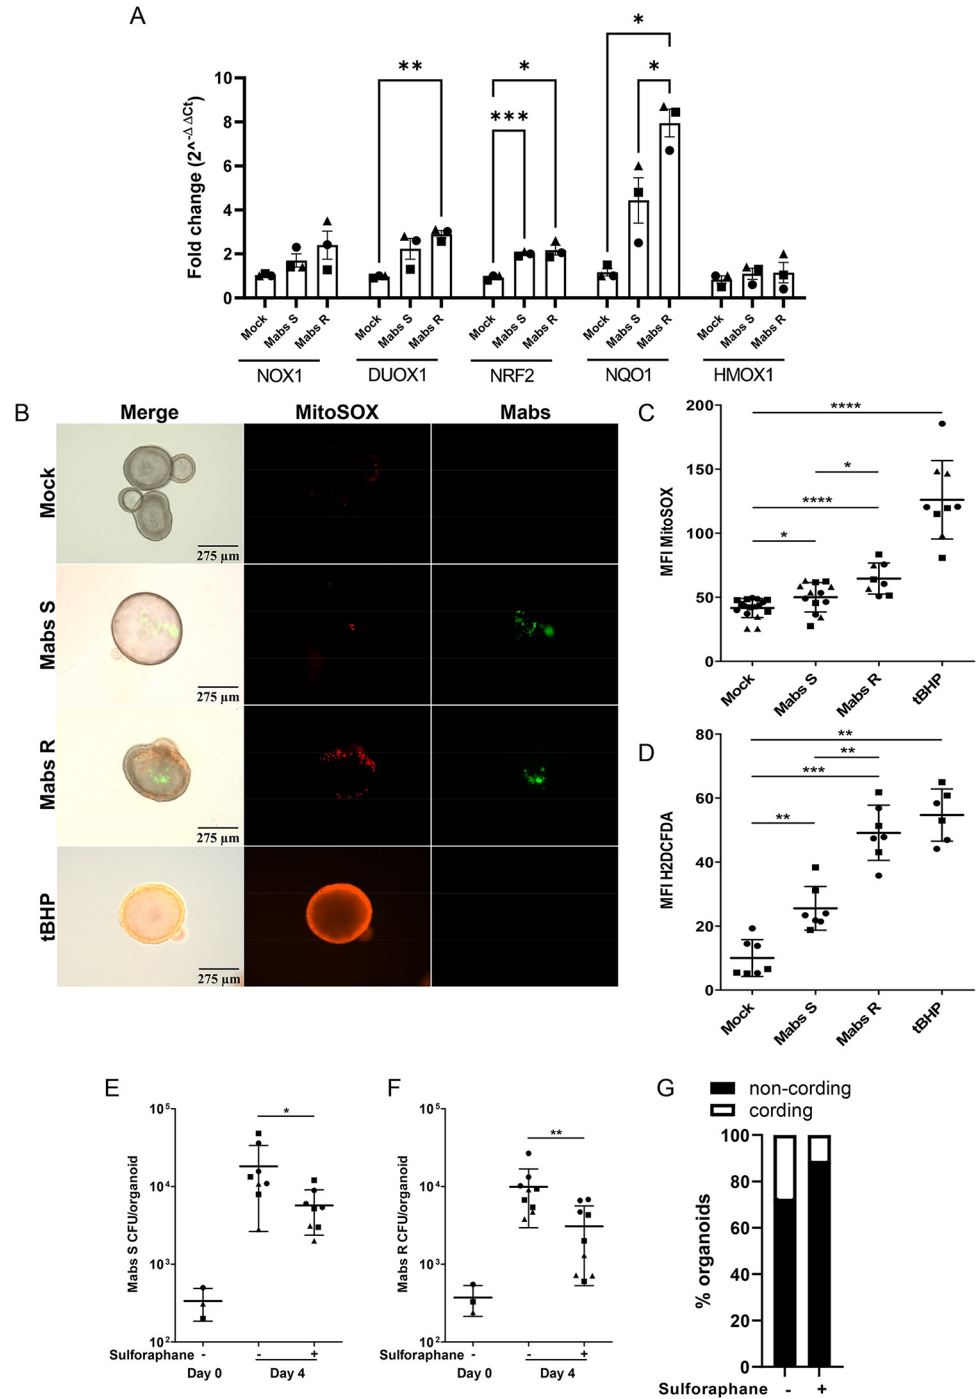 A
Fold change (2^-Δ ΔCt)
10
8
6
4
2
0
**
***
*
*
*
Mock
Mabs S
Mabs R
Mock
Mabs S
Mabs R
Mock
Mabs S
Mabs R
Mock
Mabs S
Mabs R
Mock
Mabs S
Mabs R
NOX1
DUOX1
NRF2
NQO1
HMOX1
B
Merge
MitoSOX
Mabs
Mock
275 µm
Mabs S
275 µm
Mabs R
275 µm
tBHP
275 µm
C
MFI MitoSOX
200
150
100
50
0
****
*
****
*
Mock
Mabs S
Mabs R
tBHP
D
MFI H2DCFDA
80
60
40
20
0
**
**
***
**
Mock
Mabs S
Mabs R
tBHP
E
Mabs S CFU/organoid
10^5
10^4
10^3
10^2
*
Sulforaphane - - +
Day 0 Day 4
F
Mabs R CFU/organoid
10^5
10^4
10^3
10^2
**
Sulforaphane - - +
Day 0 Day 4
G
non-cording
cording
% organoids
100
80
60
40
20
0
Sulforaphane - +